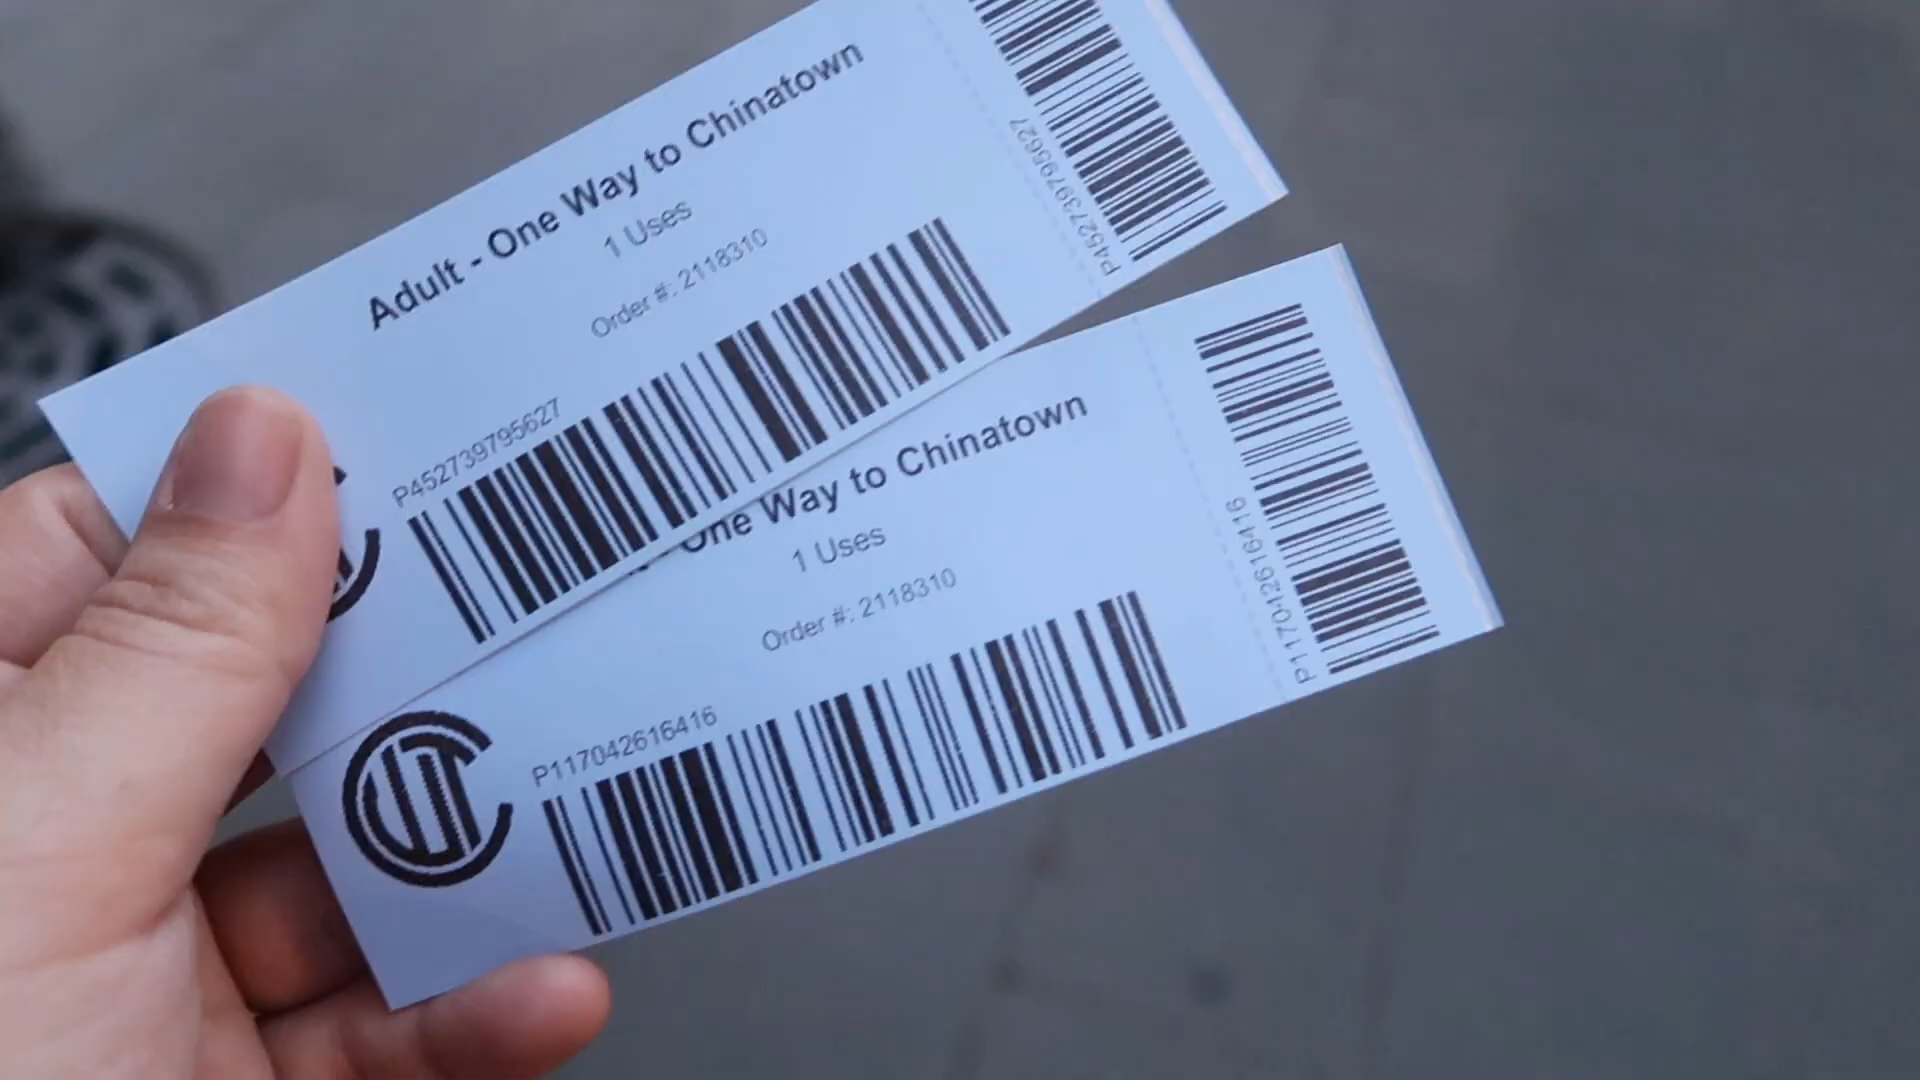 Adult - One Way to Chinatown
1 Uses
Order #: 2118310
P452739795627
P452739795627
One Way to Chinatown
1 Uses
Order #: 2118310
P117042616416
P117042616416